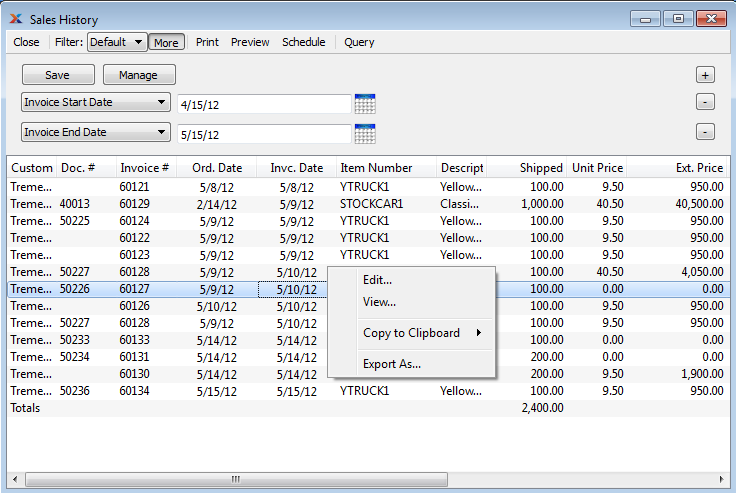 Sales History
Close Filter: Default More Print Preview Schedule Query
Save Manage +
Invoice Start Date 4/15/12 -
Invoice End Date 5/15/12 -
Custom Doc. # Invoice # Ord. Date Invc. Date Item Number Descript Shipped Unit Price Ext. Price
Treme... 60121 5/8/12 5/8/12 YTRUCK1 Yellow... 100.00 9.50 950.00
Treme... 40013 60129 2/14/12 5/9/12 STOCKCAR1 Classi... 1,000.00 40.50 40,500.00
Treme... 50225 60124 5/9/12 5/9/12 YTRUCK1 Yellow... 100.00 9.50 950.00
Treme... 60122 5/9/12 5/9/12 YTRUCK1 Yellow... 100.00 9.50 950.00
Treme... 60123 5/9/12 5/9/12 YTRUCK1 Yellow... 100.00 9.50 950.00
Treme... 50227 60128 5/9/12 5/10/12 100.00 40.50 4,050.00
Treme... 50226 60127 5/9/12 5/10/12 100.00 0.00 0.00
Treme... 60126 5/10/12 5/10/12 100.00 9.50 950.00
Treme... 50227 60128 5/9/12 5/10/12 100.00 9.50 950.00
Treme... 50233 60133 5/14/12 5/14/12 100.00 0.00 0.00
Treme... 50234 60131 5/14/12 5/14/12 200.00 0.00 0.00
Treme... 60130 5/14/12 5/14/12 200.00 9.50 1,900.00
Treme... 50236 60134 5/15/12 5/15/12 YTRUCK1 Yellow... 100.00 9.50 950.00
Totals 2,400.00
Edit...
View...
Copy to Clipboard
Export As...